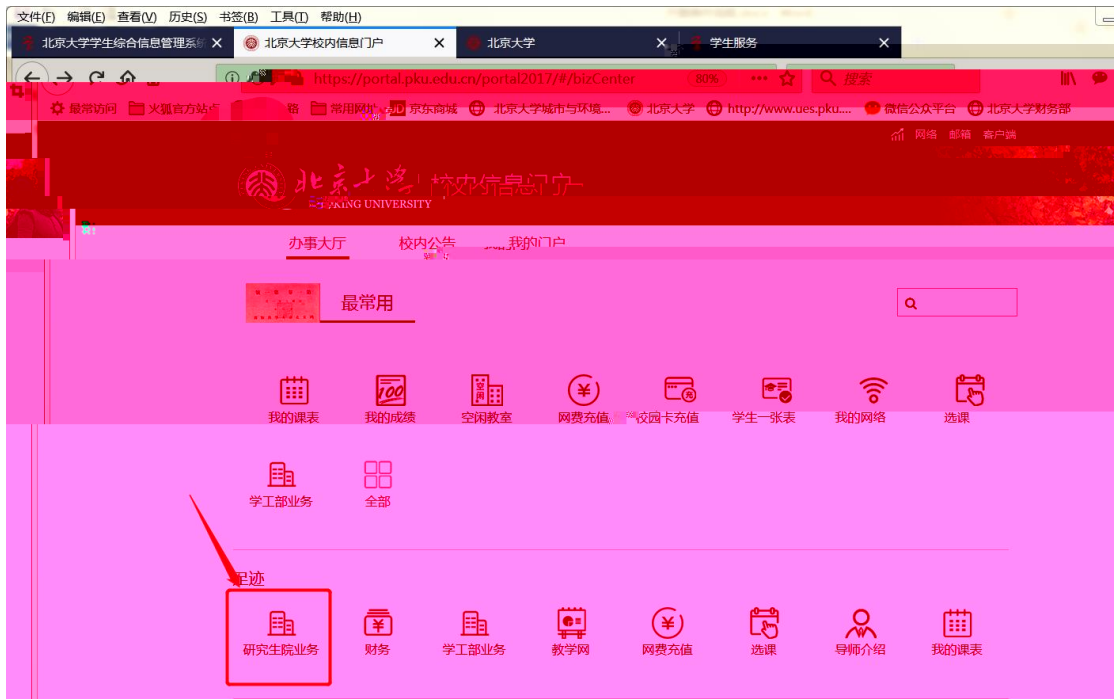 文件(F) 编辑(E) 查看(V) 历史(S) 书签(B) 工具(T) 帮助(H)
北京大学学生综合信息管理系统 北京大学校内信息门户 北京大学 学生服务
https://portal.pku.edu.cn/portal2017/#/bizCenter 80% 搜索
最常访问 火狐官方站点 常用网址 京东商城 北京大学城市与环境... 北京大学 http://www.ues.pku.... 微信公众平台 北京大学财务部
网络 邮箱 客户端
北京大学 校内信息门户
PEKING UNIVERSITY
办事大厅 校内公告 我的门户
最常用
我的课表 我的成绩 空闲教室 网费充值 校园卡充值 学生一张表 我的网络 选课
学工部业务 全部
足迹
研究生院业务 财务 学工部业务 教学网 网费充值 选课 导师介绍 我的课表